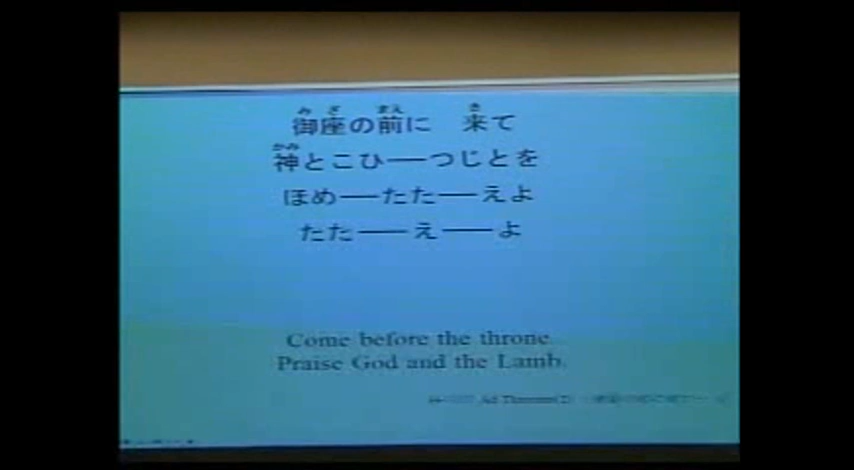 御座の前に 来て
神とこひ――つじとを
ほめ――たた――えよ
たた――え――よ
Come before the throne
Praise God and the Lamb.